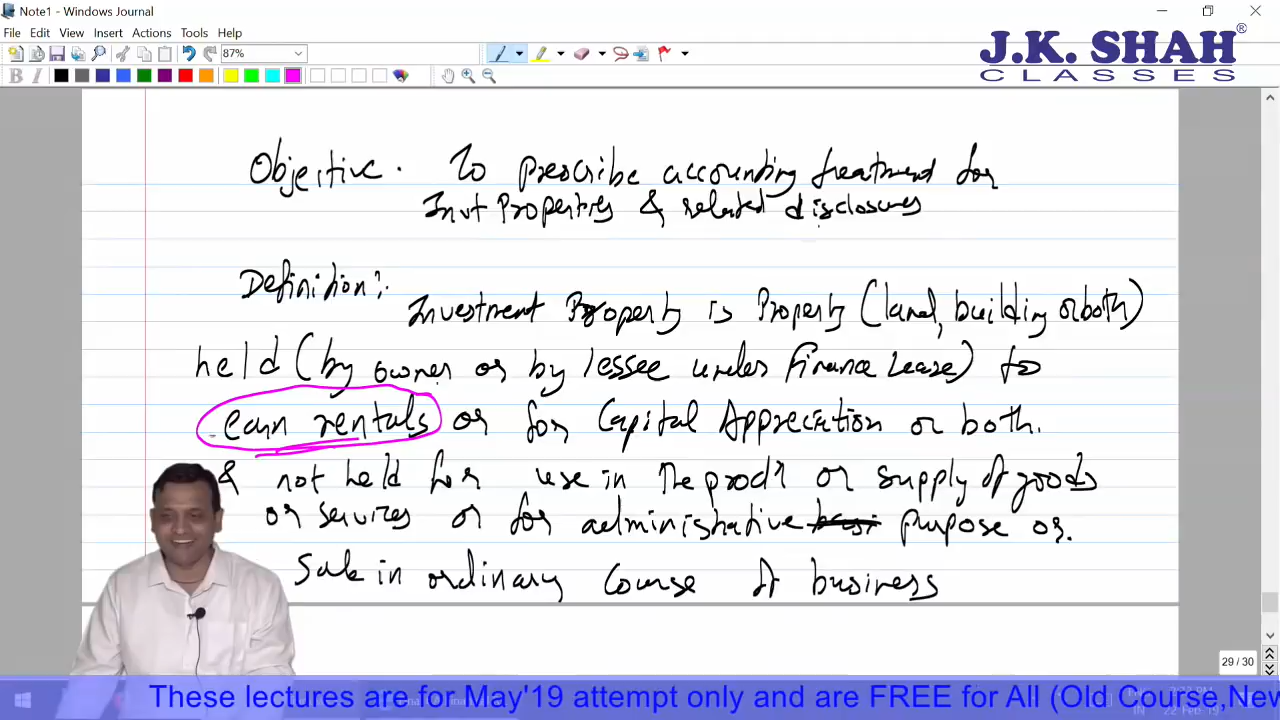 Note1 - Windows Journal
File Edit View Insert Actions Tools Help
87%
B I
J.K. SHAH®
CLASSES
Objective. To prescribe accounting treatment for
Invt Properties & related disclosures
Definition:.
Investment Property is Property (land, building or both)
held (by owner or by lessee under Finance Lease) to
earn rentals or for Capital Appreciation or both.
& not held for use in the prodn or supply of goods
or services or for administrative purpose or.
Sale in ordinary course of business
29 / 30
These lectures are for May'19 attempt only and are FREE for All (Old Course,New
22 Feb 19